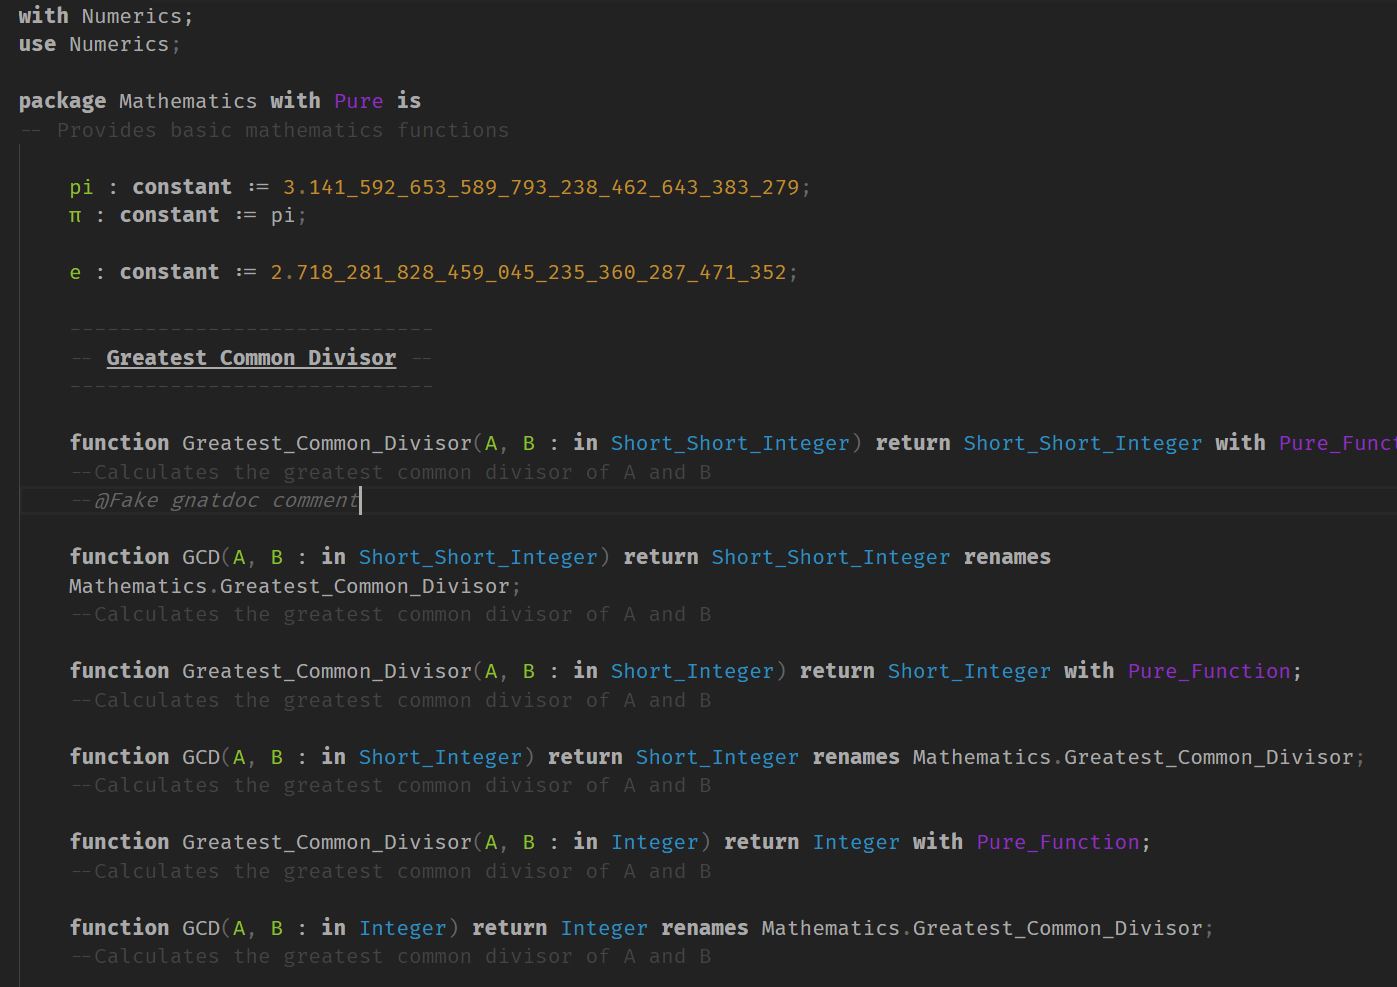 with Numerics;
use Numerics;
package Mathematics with Pure is
-- Provides basic mathematics functions
pi : constant := 3.141_592_653_589_793_238_462_643_383_279;
π : constant := pi;
e : constant := 2.718_281_828_459_045_235_360_287_471_352;
-----------------------------
-- Greatest Common Divisor --
-----------------------------
function Greatest_Common_Divisor(A, B : in Short_Short_Integer) return Short_Short_Integer with Pure_Funct
--Calculates the greatest common divisor of A and B
--@Fake gnatdoc comment
function GCD(A, B : in Short_Short_Integer) return Short_Short_Integer renames
Mathematics.Greatest_Common_Divisor;
--Calculates the greatest common divisor of A and B
function Greatest_Common_Divisor(A, B : in Short_Integer) return Short_Integer with Pure_Function;
--Calculates the greatest common divisor of A and B
function GCD(A, B : in Short_Integer) return Short_Integer renames Mathematics.Greatest_Common_Divisor;
--Calculates the greatest common divisor of A and B
function Greatest_Common_Divisor(A, B : in Integer) return Integer with Pure_Function;
--Calculates the greatest common divisor of A and B
function GCD(A, B : in Integer) return Integer renames Mathematics.Greatest_Common_Divisor;
--Calculates the greatest common divisor of A and B